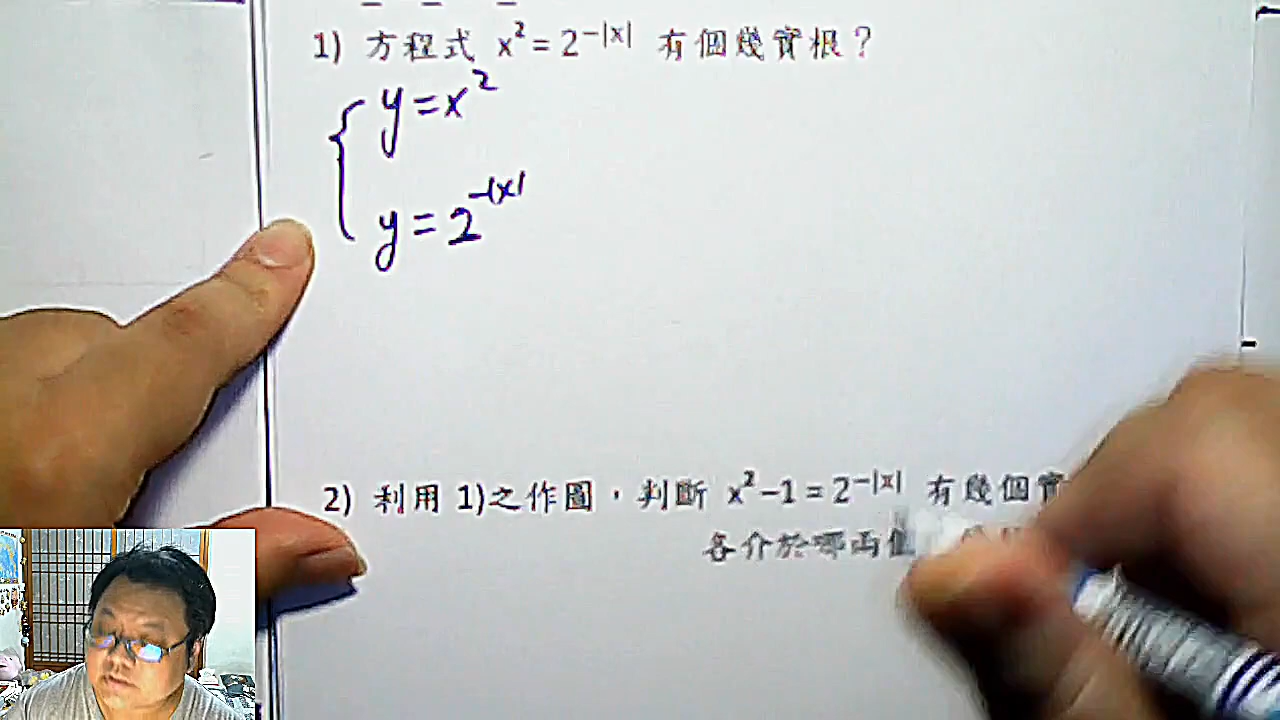 1) 方程式 x² = 2^{-|x|} 有個幾實根？
{ y = x²
y = 2^{-|x|}
2) 利用 1)之作圖，判斷 x² - 1 = 2^{-|x|} 有幾個實
各介於哪兩個